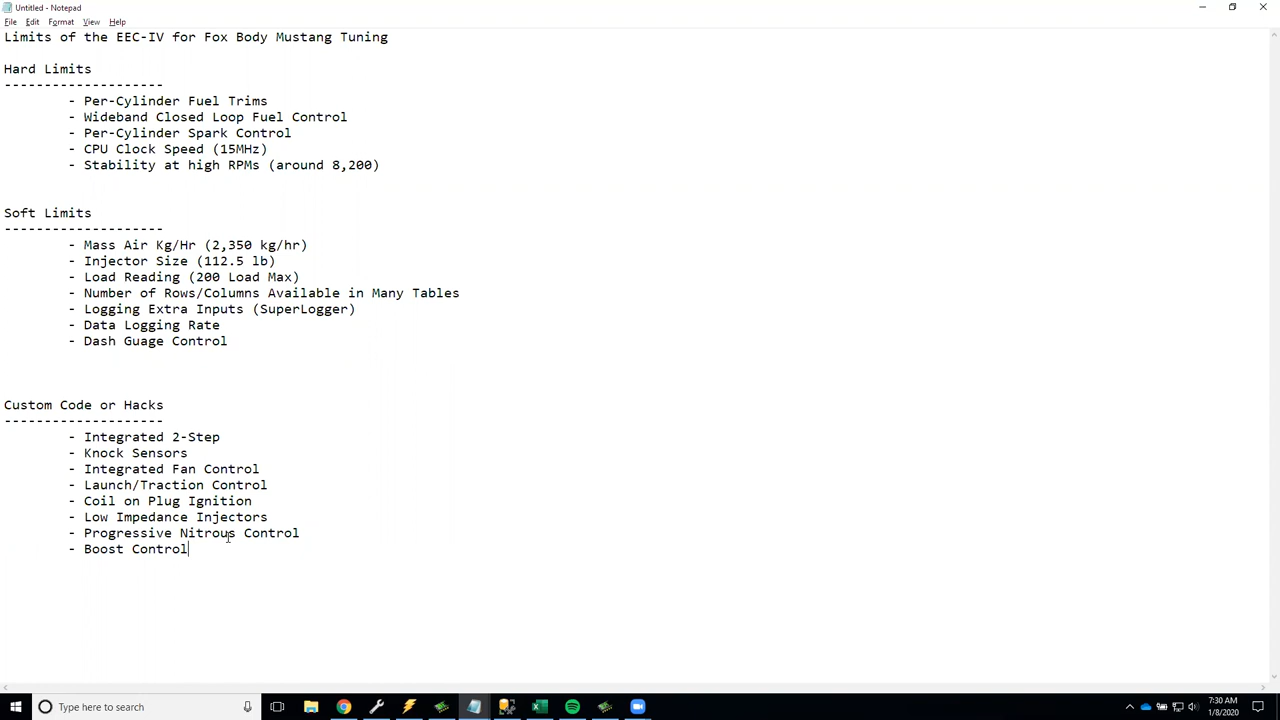 Untitled - Notepad
File Edit Format View Help
Limits of the EEC-IV for Fox Body Mustang Tuning
Hard Limits
--------------------
- Per-Cylinder Fuel Trims
- Wideband Closed Loop Fuel Control
- Per-Cylinder Spark Control
- CPU Clock Speed (15MHz)
- Stability at high RPMs (around 8,200)
Soft Limits
--------------------
- Mass Air Kg/Hr (2,350 kg/hr)
- Injector Size (112.5 lb)
- Load Reading (200 Load Max)
- Number of Rows/Columns Available in Many Tables
- Logging Extra Inputs (SuperLogger)
- Data Logging Rate
- Dash Guage Control
Custom Code or Hacks
--------------------
- Integrated 2-Step
- Knock Sensors
- Integrated Fan Control
- Launch/Traction Control
- Coil on Plug Ignition
- Low Impedance Injectors
- Progressive Nitrous Control
- Boost Control
Type here to search
7:30 AM
1/8/2020